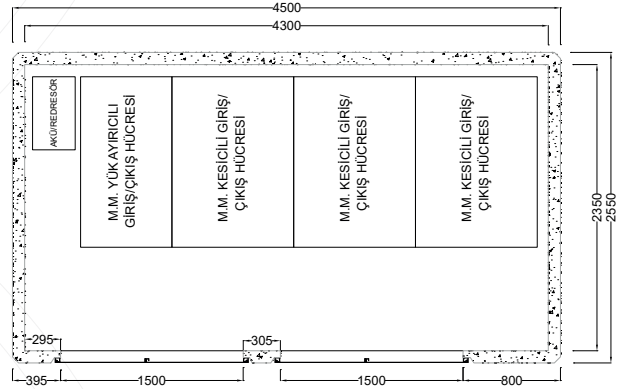 4500
4300
AKÜ/REDRESÖR
M.M. YÜK AYIRICILI
GİRİŞ/ÇIKIŞ HÜCRESİ
M.M. KESİCİLİ GİRİŞ/
ÇIKIŞ HÜCRESİ
M.M. KESİCİLİ GİRİŞ/
ÇIKIŞ HÜCRESİ
M.M. KESİCİLİ GİRİŞ/
ÇIKIŞ HÜCRESİ
2350
2550
295
305
395
1500
1500
800